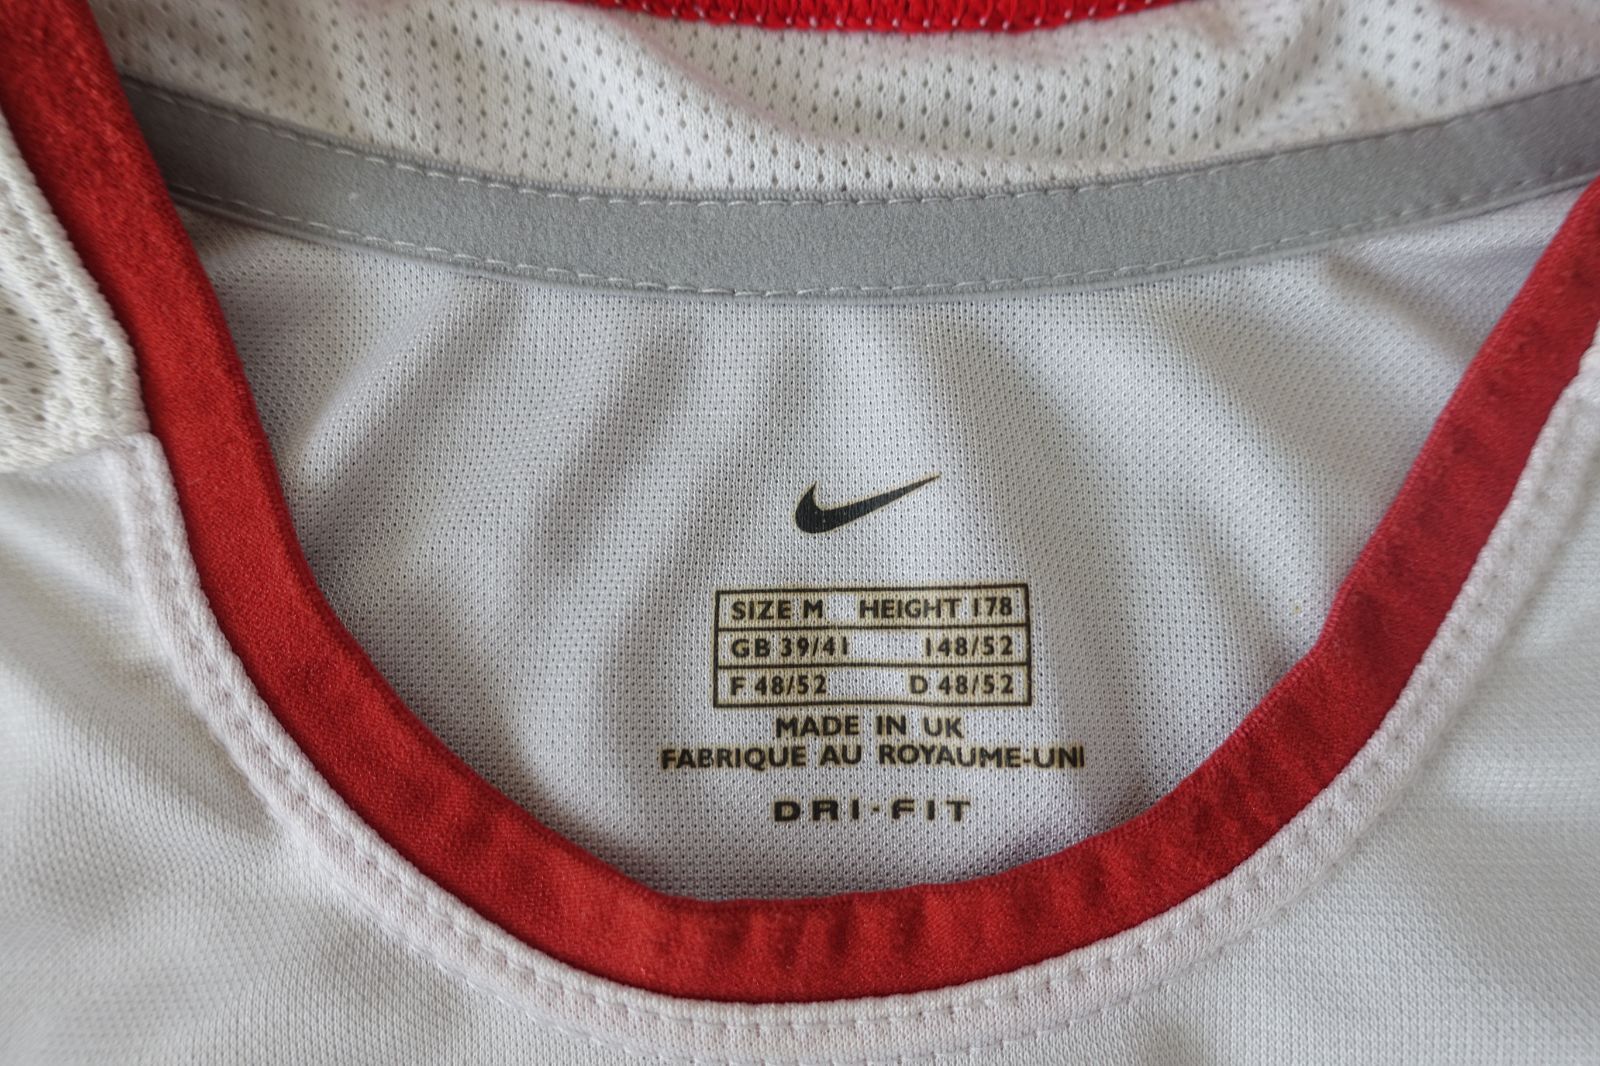 SIZE M HEIGHT 178
GB 39/41 I 48/52
F 48/52 D 48/52
MADE IN UK
FABRIQUE AU ROYAUME-UNI
DRI-FIT